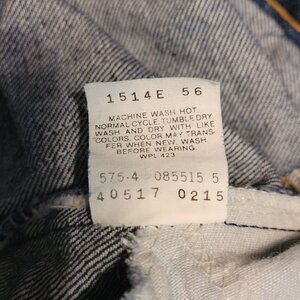 1514E 56
MACHINE WASH HOT
NORMAL CYCLE. TUMBLE DRY
WASH AND DRY WITH LIKE
COLORS. COLOR MAY TRANS-
FER WHEN NEW. WASH
BEFORE WEARING.
WPL 423
575-4 085515 5
40517 0215